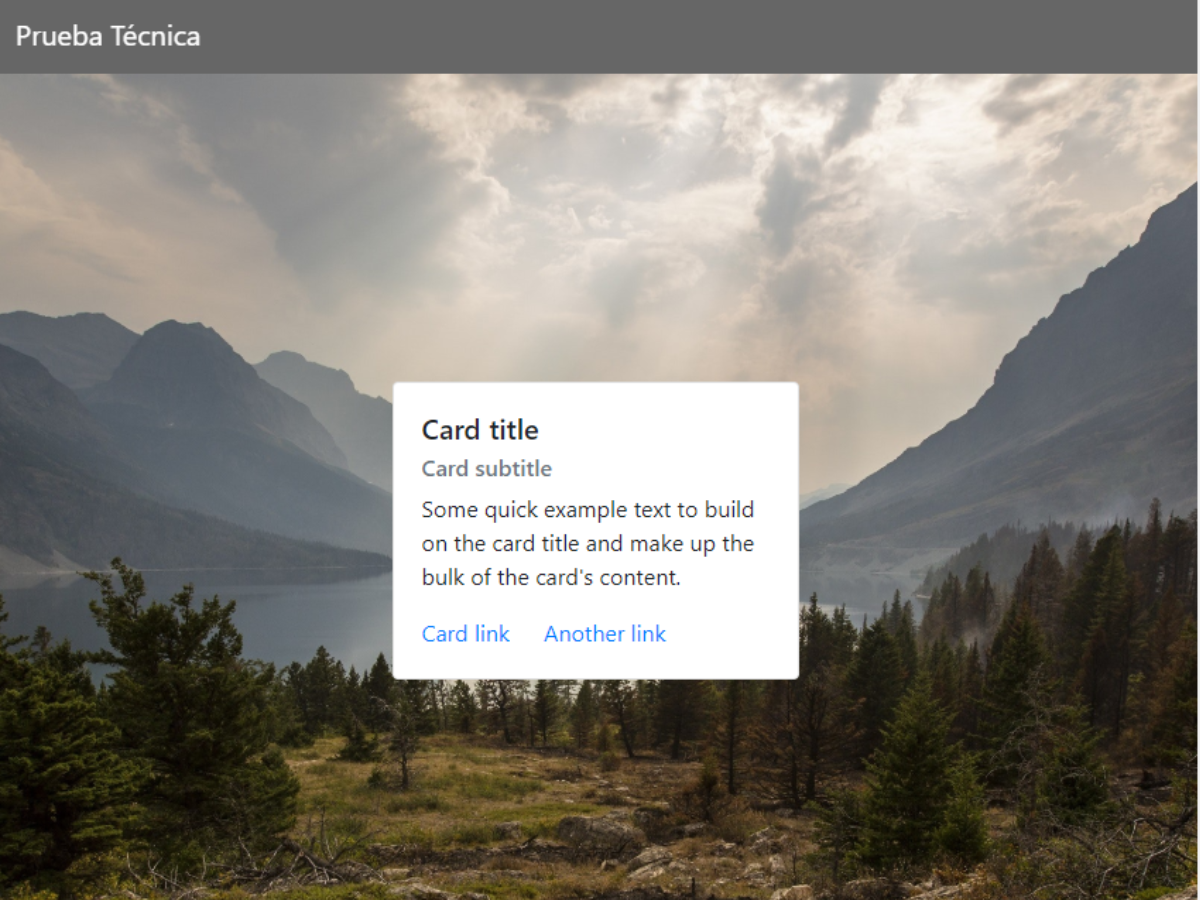 Prueba Técnica
Card title
Card subtitle
Some quick example text to build
on the card title and make up the
bulk of the card's content.
Card link Another link